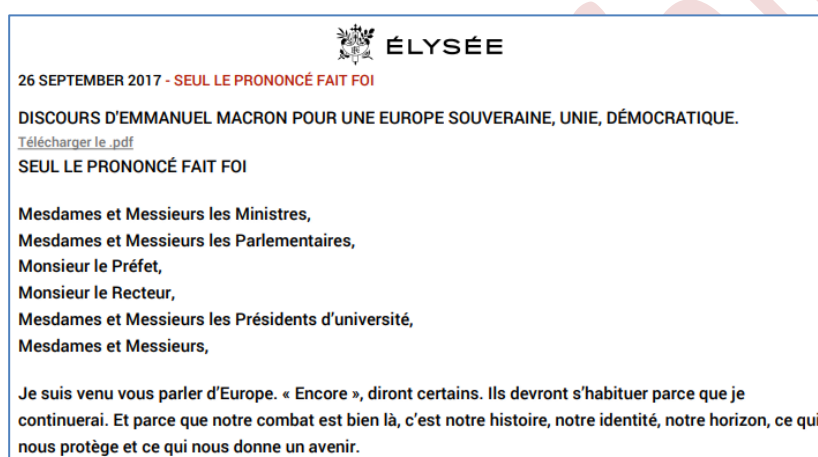 ÉLYSÉE
26 SEPTEMBER 2017 - SEUL LE PRONONCÉ FAIT FOI
DISCOURS D'EMMANUEL MACRON POUR UNE EUROPE SOUVERAINE, UNIE, DÉMOCRATIQUE.
Télécharger le .pdf
SEUL LE PRONONCÉ FAIT FOI
Mesdames et Messieurs les Ministres,
Mesdames et Messieurs les Parlementaires,
Monsieur le Préfet,
Monsieur le Recteur,
Mesdames et Messieurs les Présidents d'université,
Mesdames et Messieurs,
Je suis venu vous parler d'Europe. « Encore », diront certains. Ils devront s'habituer parce que je
continuerai. Et parce que notre combat est bien là, c'est notre histoire, notre identité, notre horizon, ce qui
nous protège et ce qui nous donne un avenir.